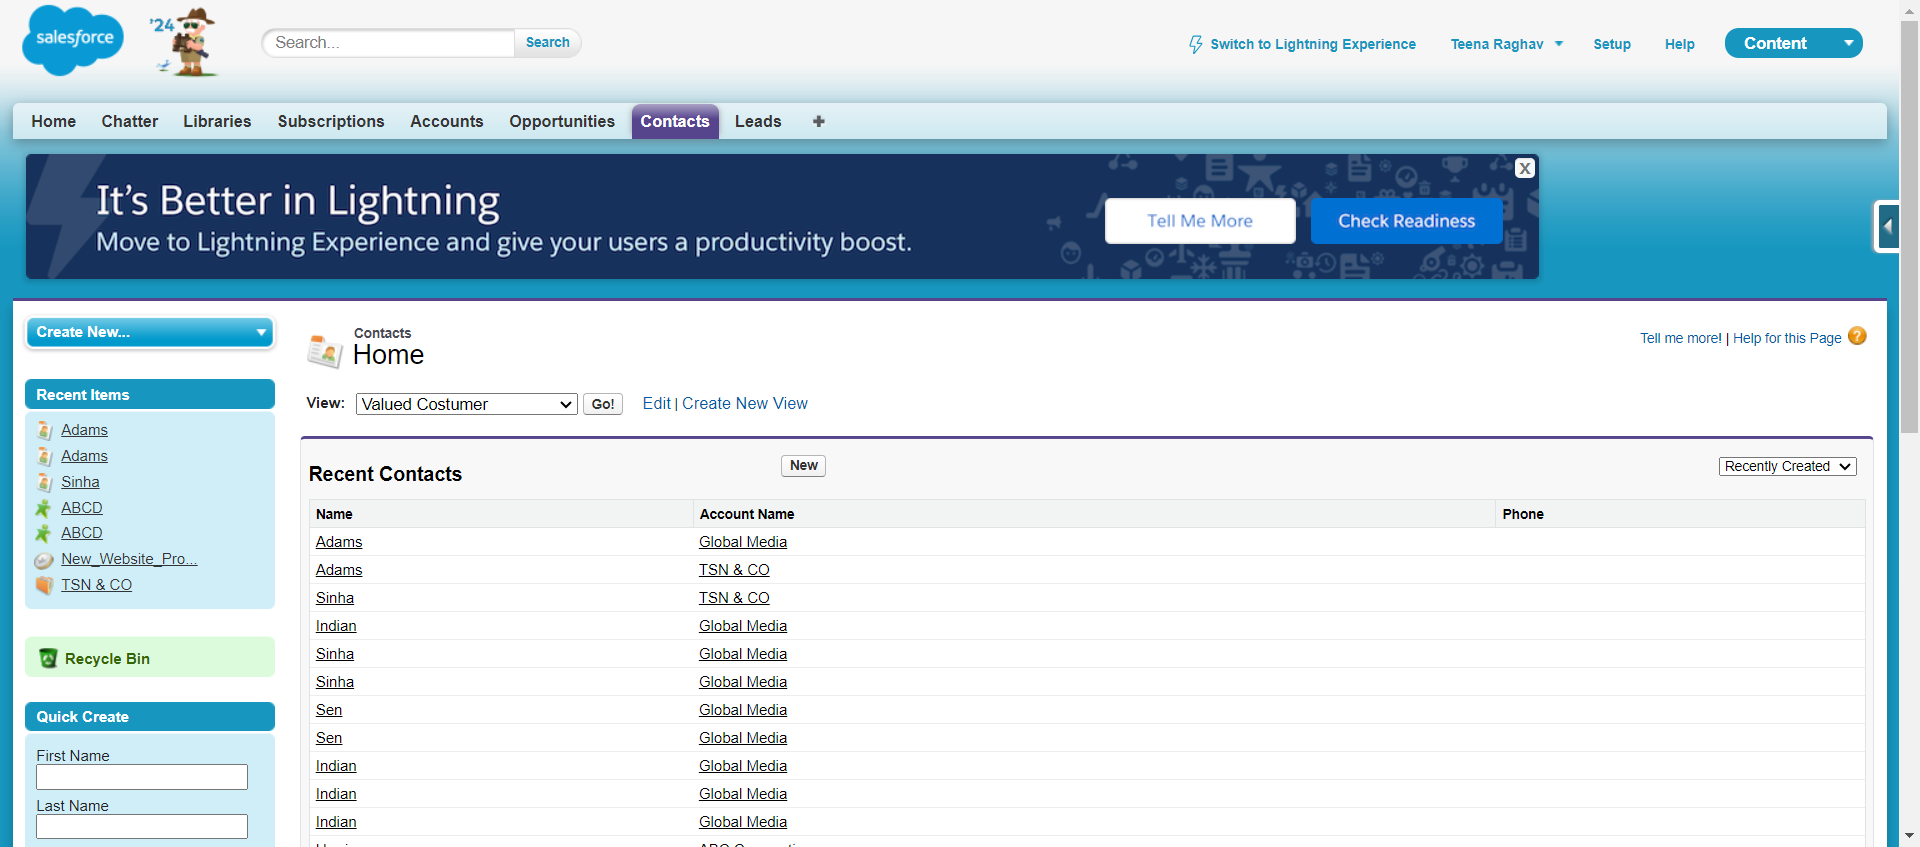 salesforce
'24
Search...
Search
Switch to Lightning Experience
Teena Raghav
Setup
Help
Content
Home
Chatter
Libraries
Subscriptions
Accounts
Opportunities
Contacts
Leads
+
It's Better in Lightning
Move to Lightning Experience and give your users a productivity boost.
Tell Me More
Check Readiness
X
Create New...
Recent Items
Adams
Adams
Sinha
ABCD
ABCD
New_Website_Pro...
TSN & CO
Recycle Bin
Quick Create
First Name
Last Name
Contacts
Home
Tell me more! | Help for this Page ?
View: Valued Costumer Go! Edit | Create New View
Recent Contacts New Recently Created
Name Account Name Phone
Adams Global Media
Adams TSN & CO
Sinha TSN & CO
Indian Global Media
Sinha Global Media
Sinha Global Media
Sen Global Media
Sen Global Media
Indian Global Media
Indian Global Media
Indian Global Media